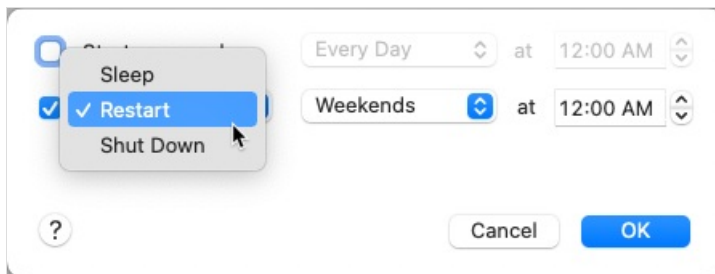 Every Day at 12:00 AM
Sleep
Restart Weekends at 12:00 AM
Shut Down
? Cancel OK